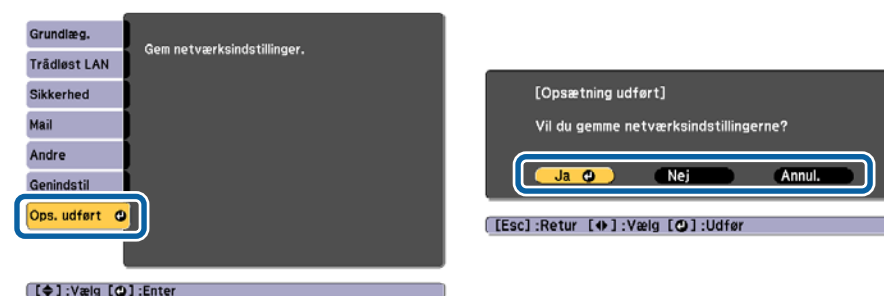 Grundlæg.
Trådløst LAN
Sikkerhed
Mail
Andre
Genindstil
Ops. udført
Gem netværksindstillinger.
[ ] :Vælg [ ] :Enter
[Opsætning udført]
Vil du gemme netværksindstillingerne?
Ja Nej Annul.
[Esc] :Retur [ ] :Vælg [ ] :Udfør